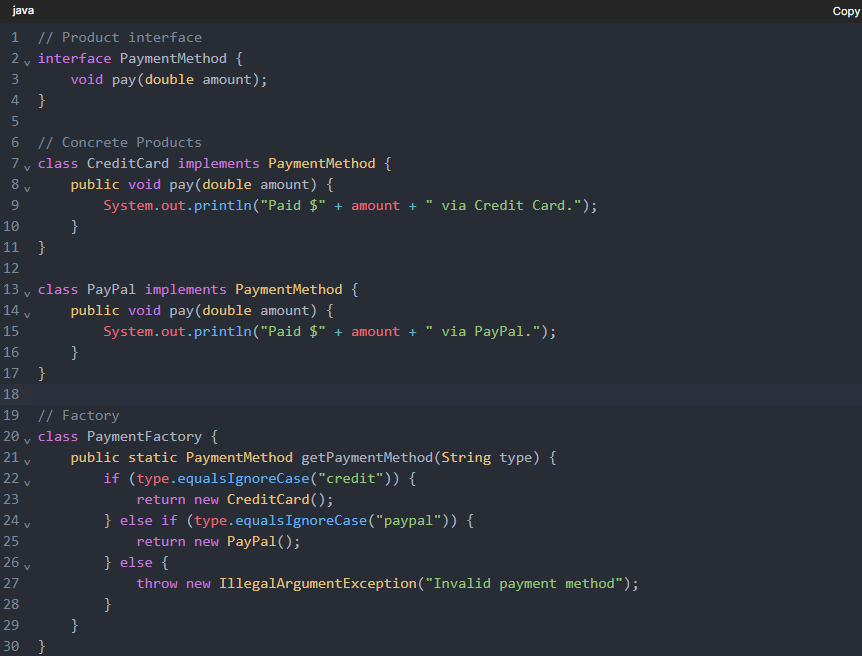 java
Copy
1 // Product interface
2 interface PaymentMethod {
3     void pay(double amount);
4 }
5
6 // Concrete Products
7 class CreditCard implements PaymentMethod {
8     public void pay(double amount) {
9         System.out.println("Paid $" + amount + " via Credit Card.");
10     }
11 }
12
13 class PayPal implements PaymentMethod {
14     public void pay(double amount) {
15         System.out.println("Paid $" + amount + " via PayPal.");
16     }
17 }
18
19 // Factory
20 class PaymentFactory {
21     public static PaymentMethod getPaymentMethod(String type) {
22         if (type.equalsIgnoreCase("credit")) {
23             return new CreditCard();
24         } else if (type.equalsIgnoreCase("paypal")) {
25             return new PayPal();
26         } else {
27             throw new IllegalArgumentException("Invalid payment method");
28         }
29     }
30 }